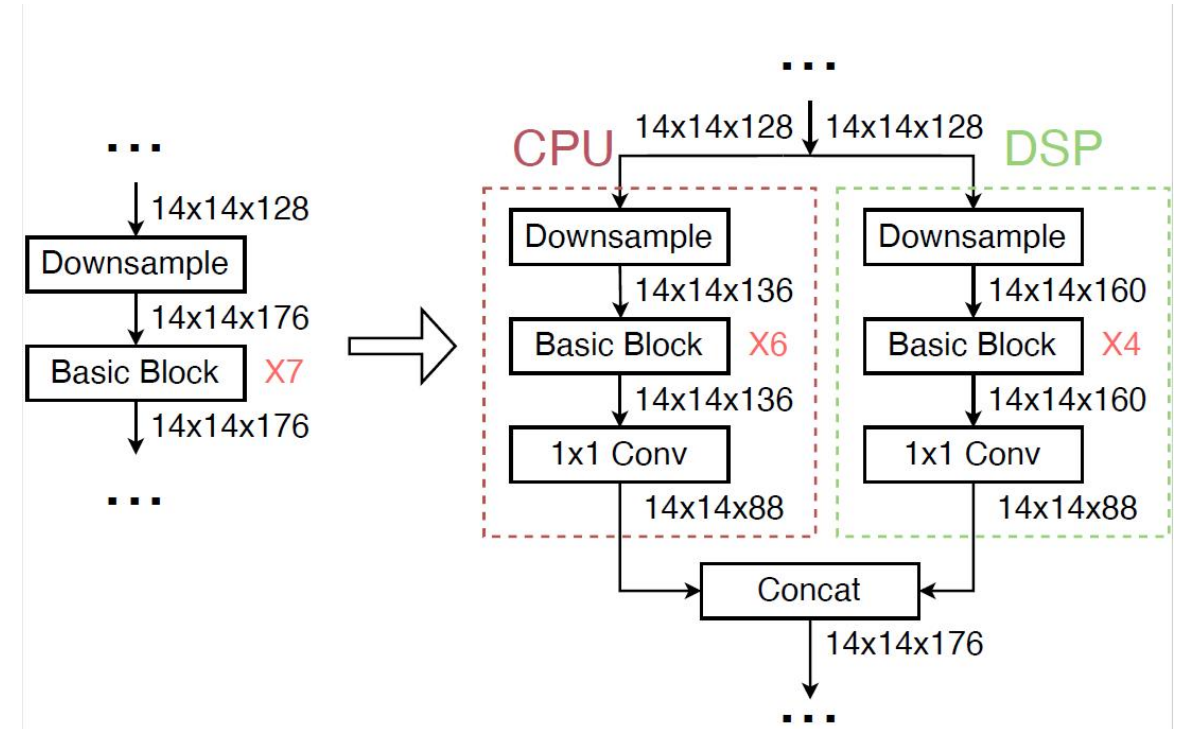 ...
14x14x128
Downsample
14x14x176
Basic Block X7
14x14x176
...
...
14x14x128 14x14x128
CPU DSP
Downsample Downsample
14x14x136 14x14x160
Basic Block X6 Basic Block X4
14x14x136 14x14x160
1x1 Conv 1x1 Conv
14x14x88 14x14x88
Concat
14x14x176
...